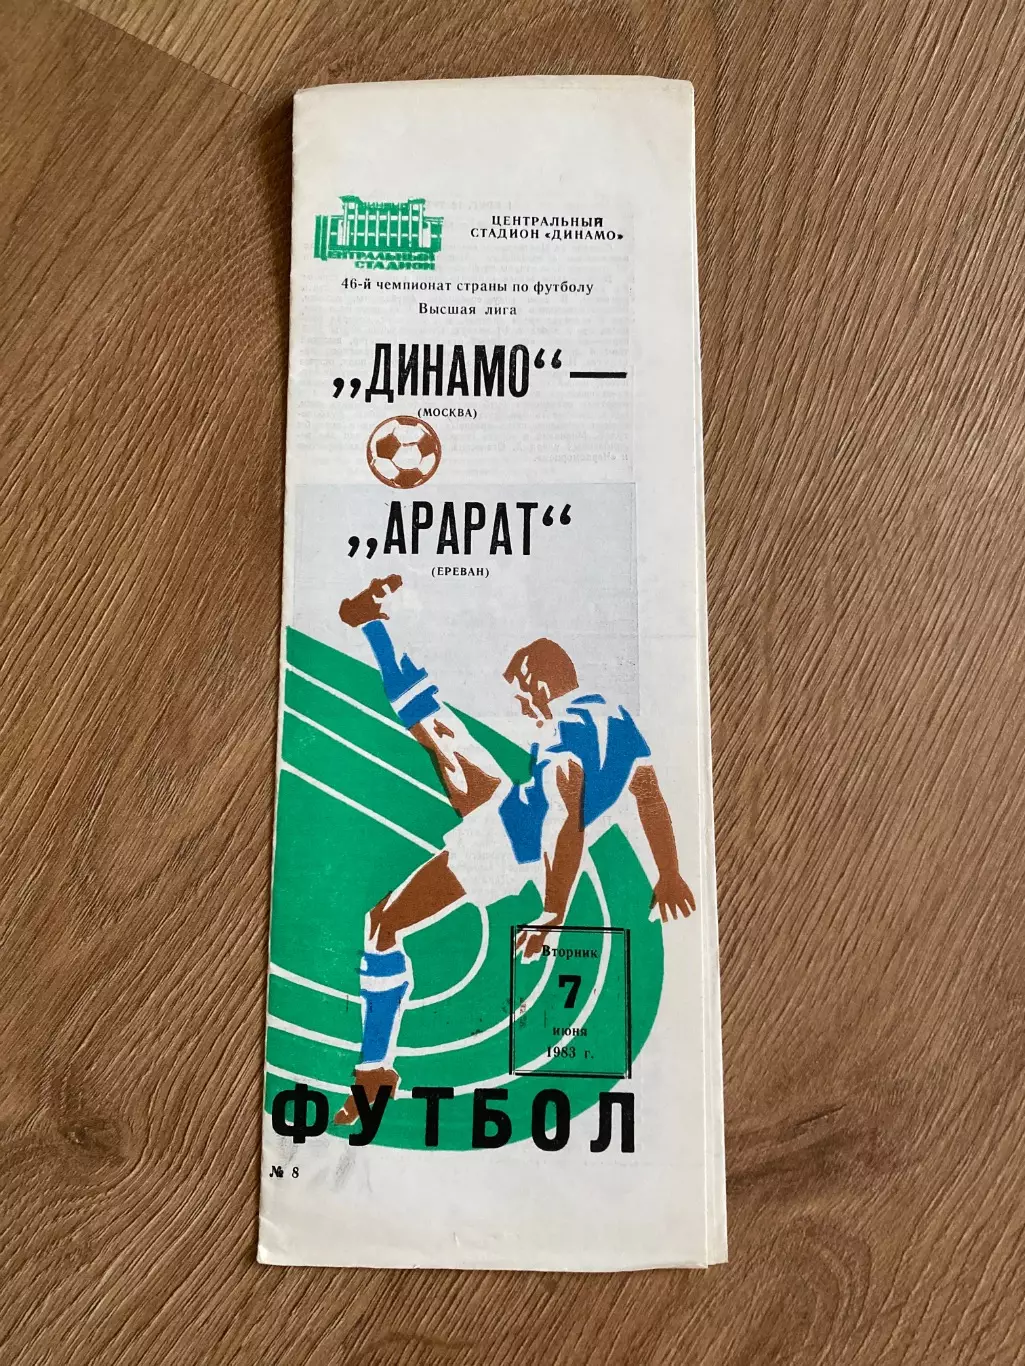 ДИНАМО
ЦЕНТРАЛЬНЫЙ
СТАДИОН
ЦЕНТРАЛЬНЫЙ
СТАДИОН «ДИНАМО»
46-й чемпионат страны по футболу
Высшая лига
„ДИНАМО“ —
(МОСКВА)
„АРАРАТ“
(ЕРЕВАН)
Вторник
7
июня
1983 г.
ФУТБОЛ
№ 8